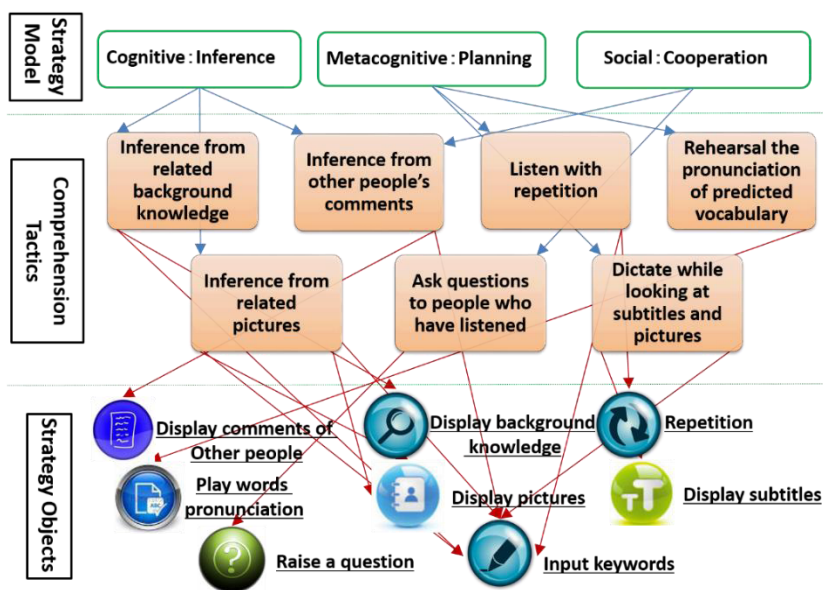 Strategy
Model
Cognitive：Inference
Metacognitive：Planning
Social：Cooperation
Comprehension
Tactics
Inference from
related
background
knowledge
Inference from
other people's
comments
Listen with
repetition
Rehearsal the
pronunciation
of predicted
vocabulary
Inference from
related
pictures
Ask questions
to people who
have listened
Dictate while
looking at
subtitles and
pictures
Strategy Objects
Display comments of
Other people
Display background
knowledge
Repetition
ABC
Play words
pronunciation
Display pictures
TT
Display subtitles
?
Raise a question
Input keywords